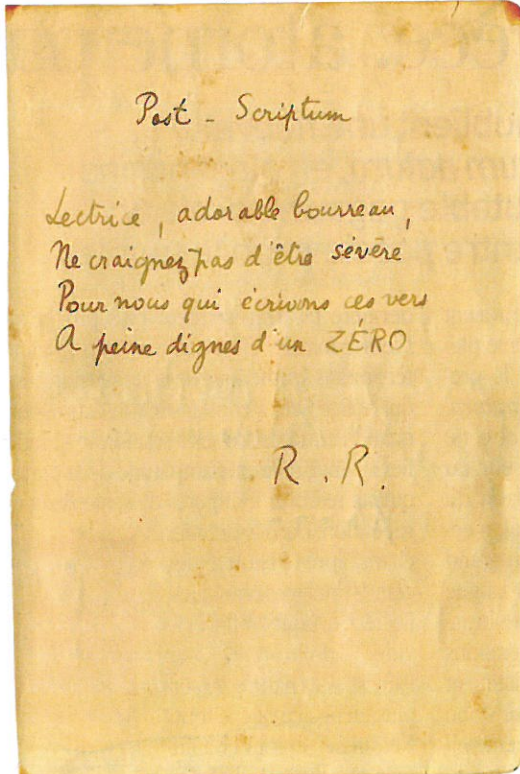 Post - Scriptum
Lectrice, adorable bourreau,
Ne craignez pas d'être sévère
Pour nous qui écrivons ces vers
A peine dignes d'un ZÉRO
R. R.